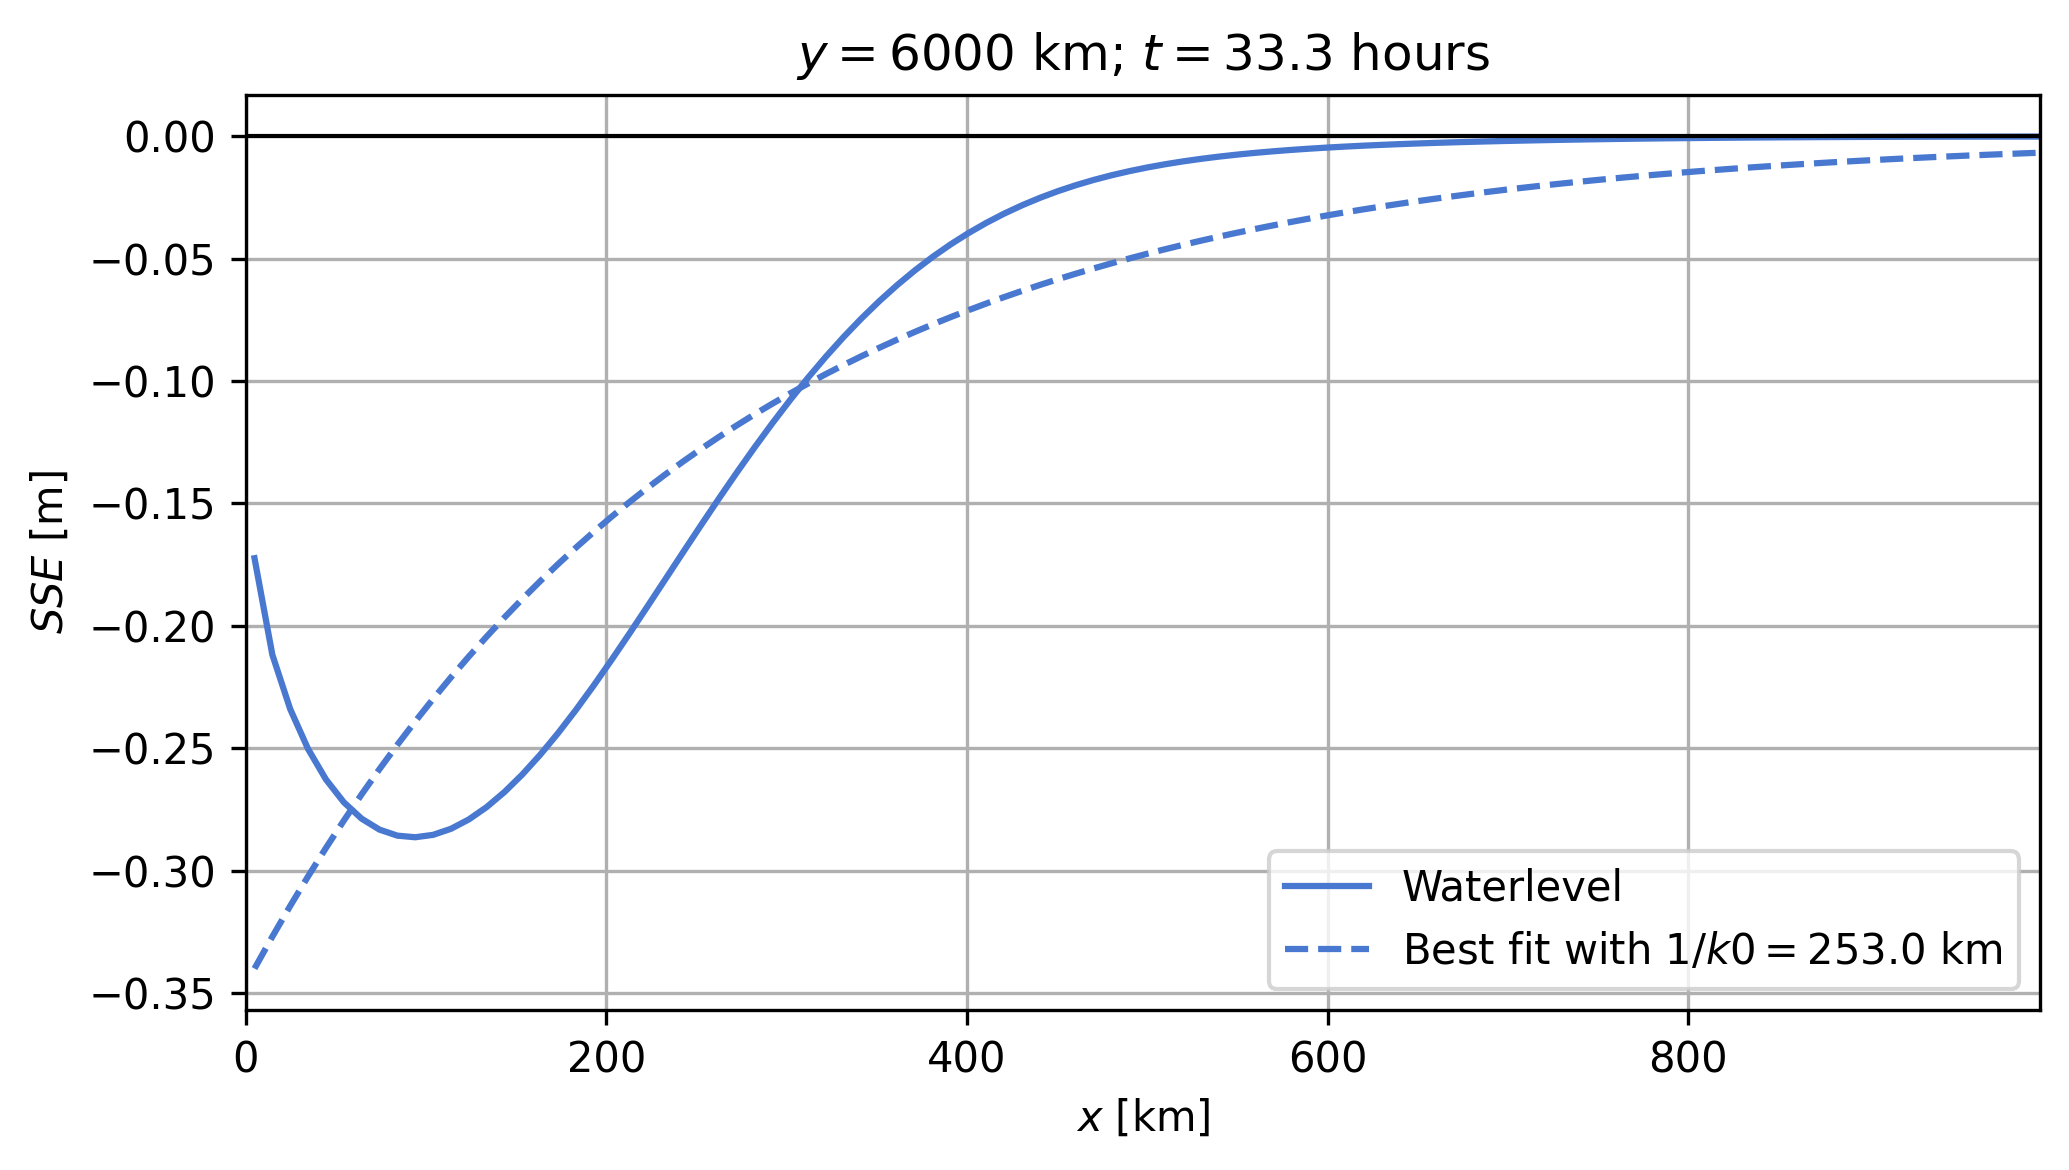 y = 6000 km; t = 33.3 hours
0.00
−0.05
−0.10
−0.15
−0.20
−0.25
−0.30
−0.35
SSE [m]
Waterlevel
Best fit with 1/k0 = 253.0 km
0 200 400 600 800
x [km]